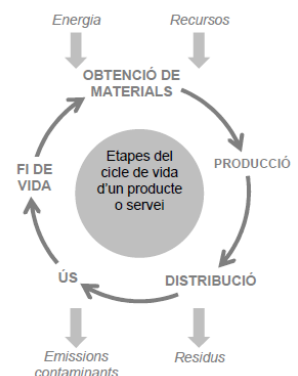 Energia
Recursos
OBTENCIÓ DE
MATERIALS
Etapes del
cicle de vida
d'un producte
o servei
PRODUCCIÓ
FI DE
VIDA
ÚS
DISTRIBUCIÓ
Emissions
contaminants
Residus